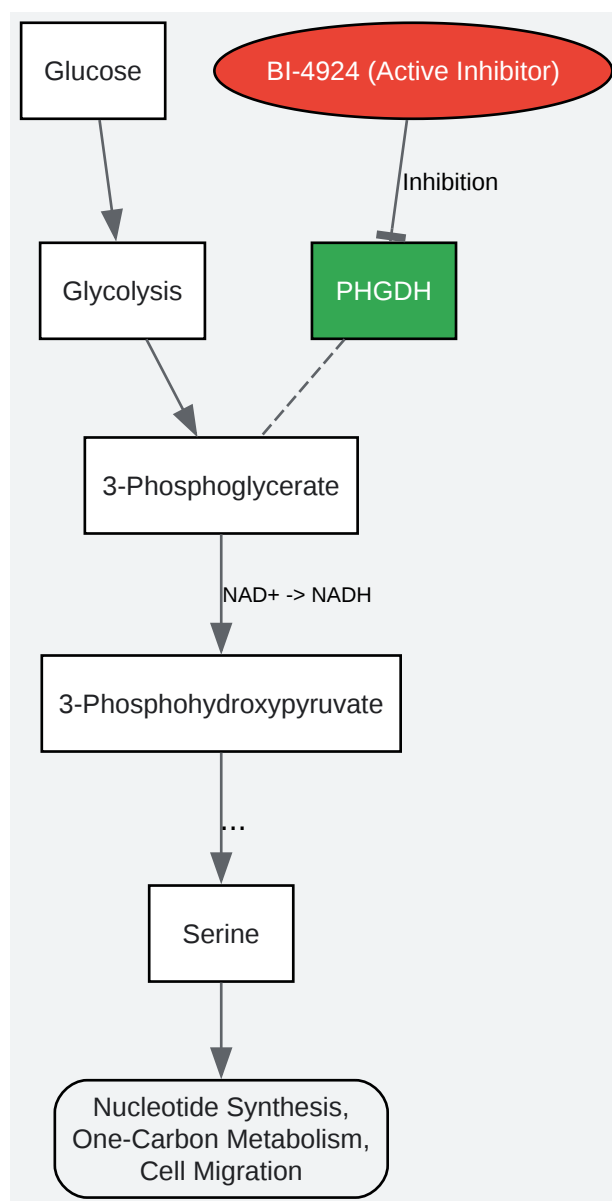 Glucose
BI-4924 (Active Inhibitor)
Inhibition
Glycolysis
PHGDH
3-Phosphoglycerate
NAD+ -> NADH
3-Phosphohydroxypyruvate
...
Serine
Nucleotide Synthesis,
One-Carbon Metabolism,
Cell Migration